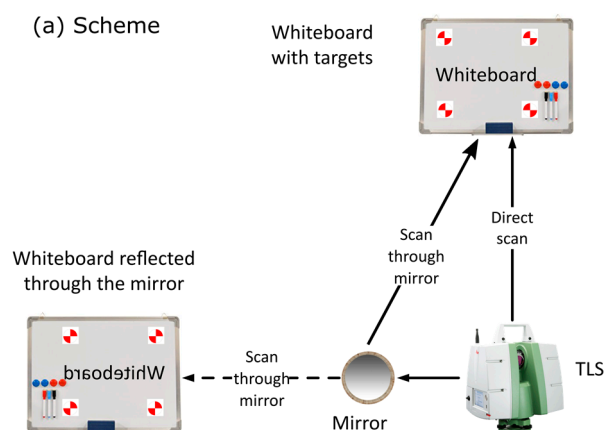 (a) Scheme
Whiteboard
with targets
Whiteboard
Scan
through
mirror
Direct
scan
Whiteboard reflected
through the mirror
Whiteboard
Scan
through
mirror
Mirror
TLS